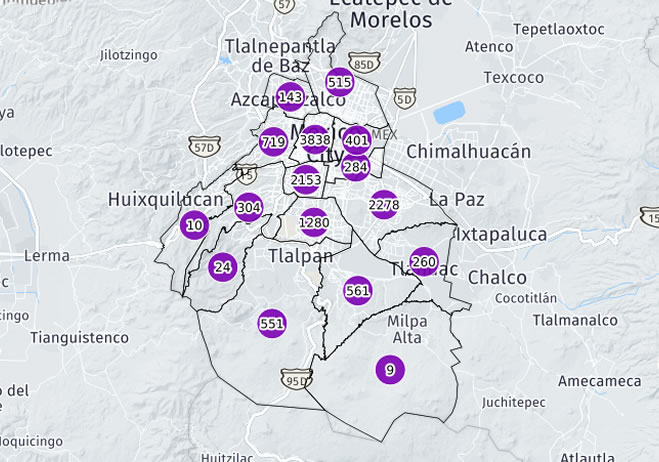 Ecatepec de
Morelos
57
Tepetlaoxtoc
Jilotzingo
Tlalnepantla
de Baz
Atenco
85D
Texcoco
515
143
Azcapotzalco
5D
719
3838
401
MEX
Mexico
City
57D
Chimalhuacán
284
2153
15
Huixquilucan
304
2278
La Paz
10
1280
15
Ixtapaluca
Lerma
Tlalpan
24
260
Tláhuac
Chalco
561
Cocotitlán
551
Milpa
Alta
Tlalmanalco
Tianguistenco
9
95D
Amecameca
Juchitepec
o del
Oro
Huitzilac
Atlautla